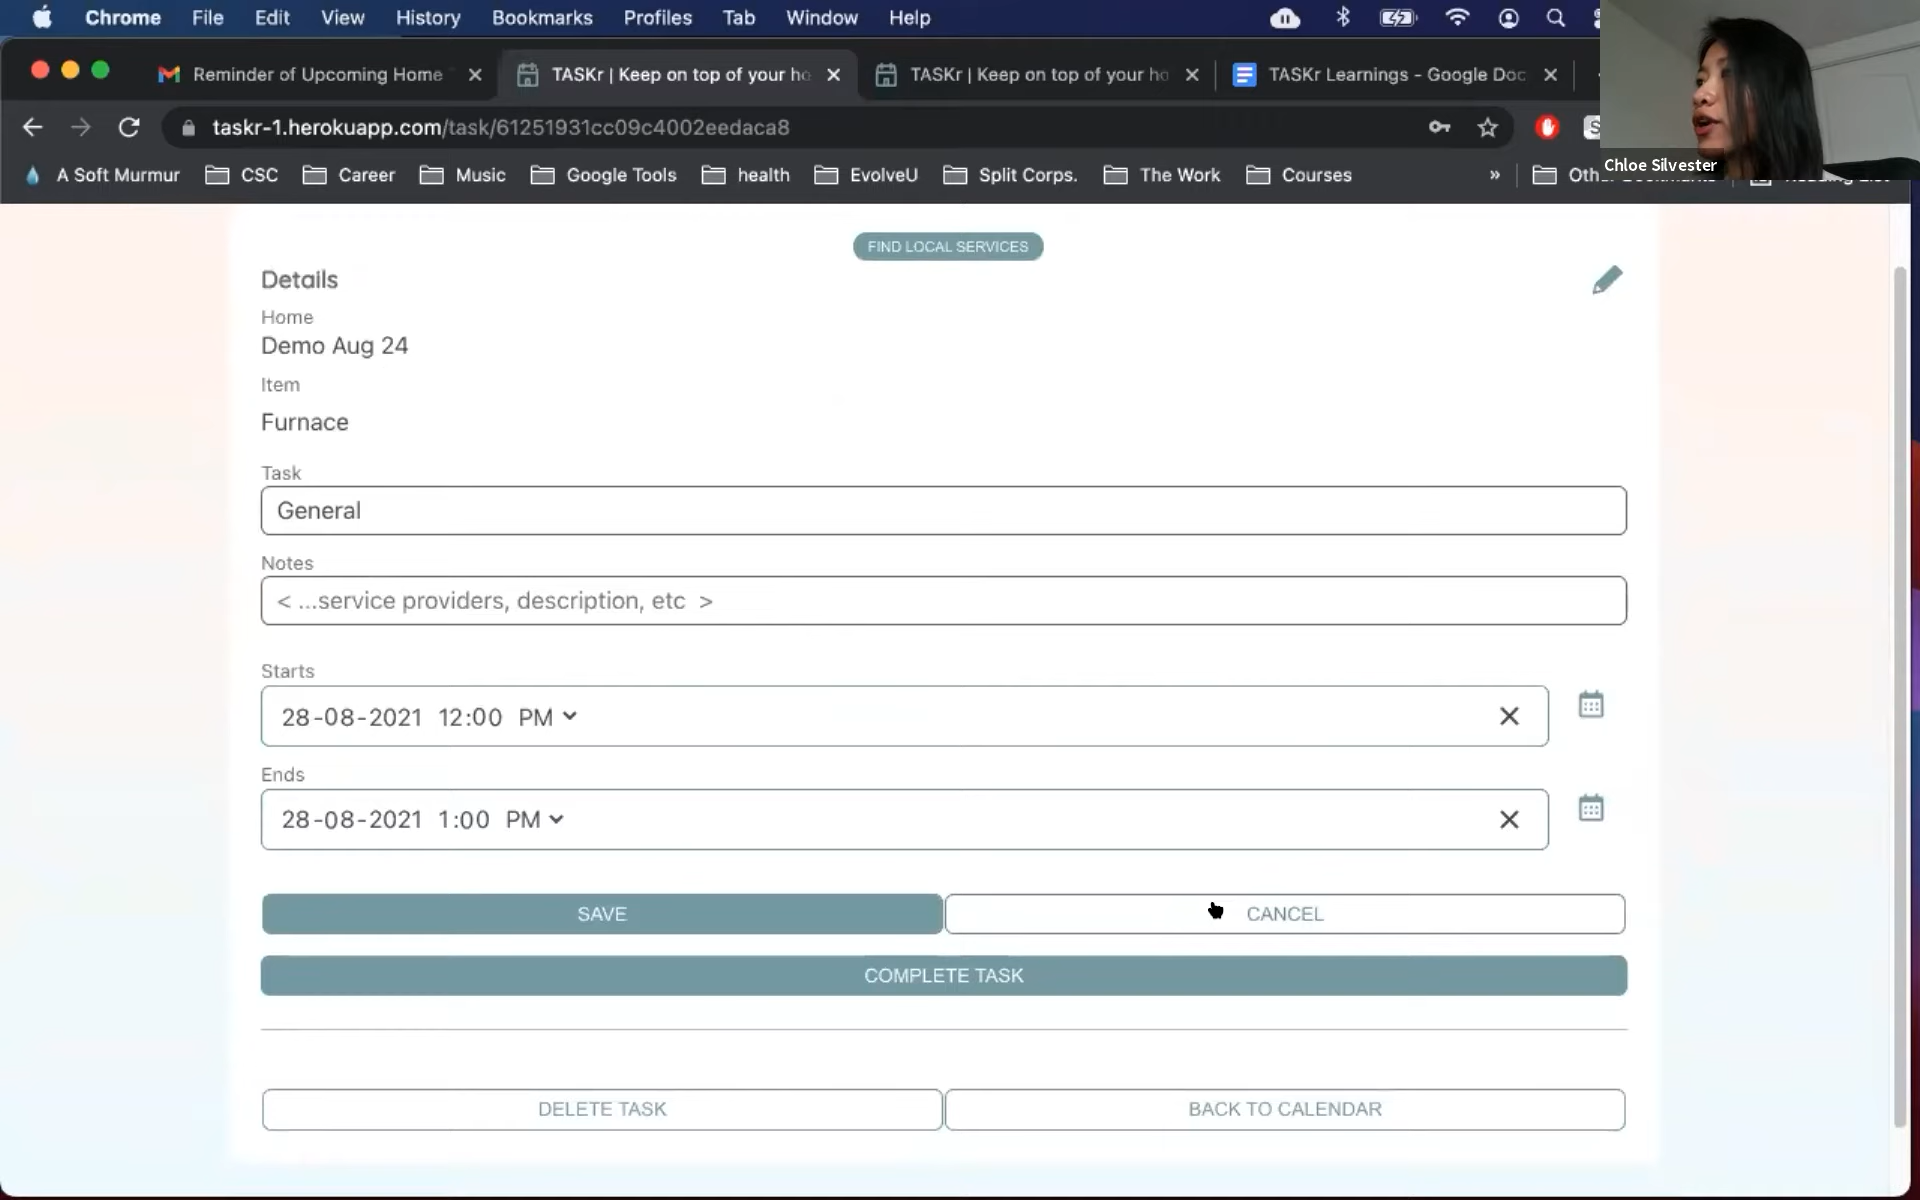 Chrome File Edit View History Bookmarks Profiles Tab Window Help
Reminder of Upcoming Home
TASKr | Keep on top of your ho
TASKr | Keep on top of your ho
TASKr Learnings - Google Doc
taskr-1.herokuapp.com/task/61251931cc09c4002eedaca8
Chloe Silvester
A Soft Murmur CSC Career Music Google Tools health EvolveU Split Corps. The Work Courses »
FIND LOCAL SERVICES
Details
Home
Demo Aug 24
Item
Furnace
Task
General
Notes
< ...service providers, description, etc >
Starts
28-08-2021 12:00 PM
Ends
28-08-2021 1:00 PM
SAVE CANCEL
COMPLETE TASK
DELETE TASK BACK TO CALENDAR